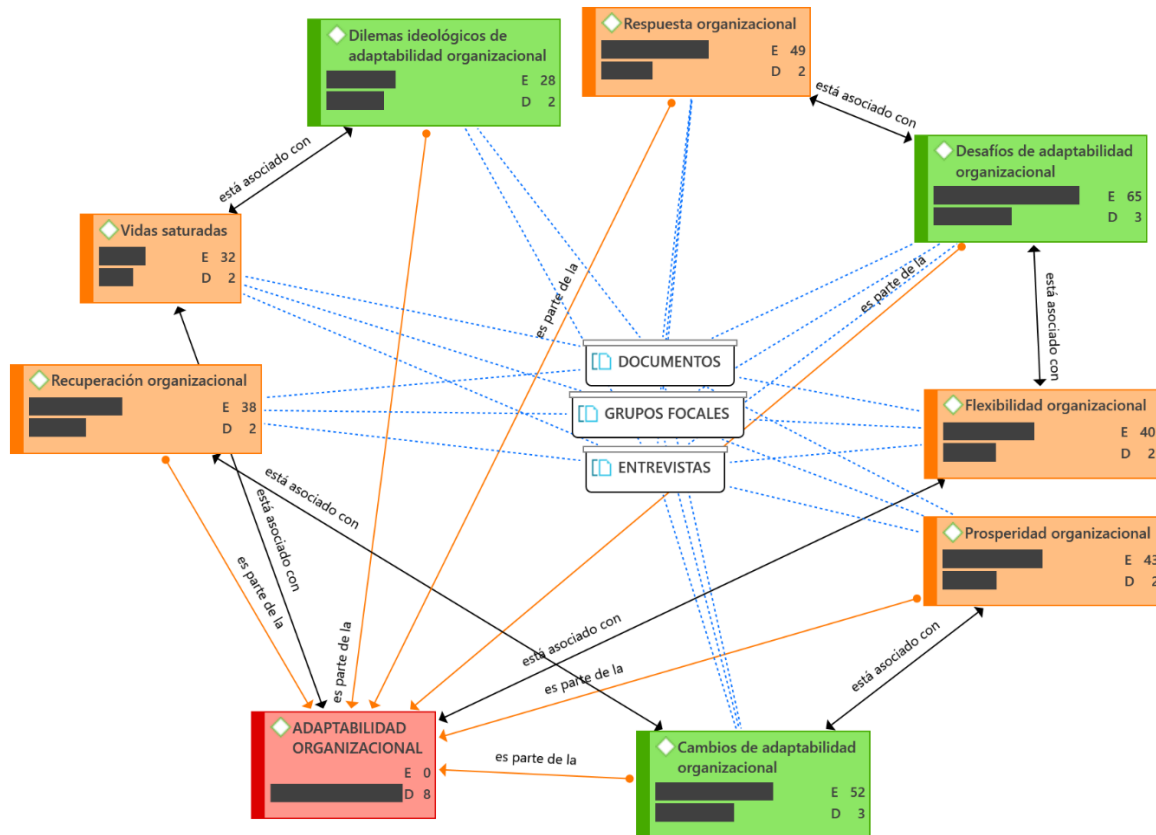 Dilemas ideológicos de
adaptabilidad organizacional
E 28
D 2
Respuesta organizacional
E 49
D 2
está asociado con
Desafíos de adaptabilidad
organizacional
E 65
D 3
está asociado con
Vidas saturadas
E 32
D 2
es parte de la
es parte de la
está asociado con
DOCUMENTOS
Recuperación organizacional
E 38
D 2
GRUPOS FOCALES
Flexibilidad organizacional
E 40
D 2
ENTREVISTAS
está asociado con
está asociado con
Prosperidad organizacional
E 43
D 2
es parte de la
es parte de la
está asociado con
está asociado con
es parte de la
ADAPTABILIDAD
ORGANIZACIONAL
E 0
D 8
es parte de la
Cambios de adaptabilidad
organizacional
E 52
D 3